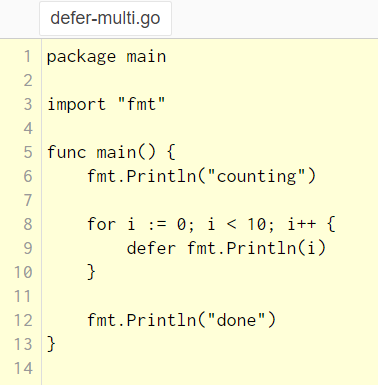 defer-multi.go
1 package main
2
3 import "fmt"
4
5 func main() {
6     fmt.Println("counting")
7
8     for i := 0; i < 10; i++ {
9         defer fmt.Println(i)
10     }
11
12     fmt.Println("done")
13 }
14